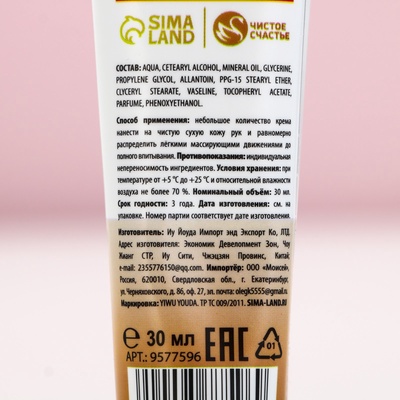 SIMA
LAND
ЧИСТОЕ
СЧАСТЬЕ
СОСТАВ: AQUA, CETEARYL ALCOHOL, MINERAL OIL, GLYCERINE,
PROPYLENE GLYCOL, ALLANTOIN, PPG-15 STEARYL ETHER,
GLYCERYL STEARATE, VASELINE, TOCOPHERYL ACETATE,
PARFUME, PHENOXYETHANOL.
Способ применения: небольшое количество крема
нанести на чистую сухую кожу рук и равномерно
распределить лёгкими массирующими движениями до
полного впитывания. Противопоказания: индивидуальная
непереносимость ингредиентов. Условия хранения: при
температуре от +5 °С до +25 °С и относительной влажности
воздуха не более 70 %. Номинальный объём: 30 мл.
Срок годности: 3 года. Дата изготовления: см. на
упаковке. Номер партии соответствует дате изготовления.
Изготовитель: Иу Йоуда Импорт энд Экспорт Ко, ЛТД.
Адрес изготовителя: Экономик Девелопмент Зон, Чоу
Жианг СТР, Иу Сити, Чжэцзян Провинс, Китай;
e-mail: 2355776150@qq.com. Импортёр: ООО «Моисей»,
Россия, 620010, Свердловская обл., г. Екатеринбург,
ул. Черняховского, д. 86, оф. 27, эл. почта: olegk5555@gmail.ru
Маркировка: YIWU YOUDA. ТР ТС 009/2011. SIMA-LAND.RU
℮ 30 мл
АРТ.: 9577596
EAC
01